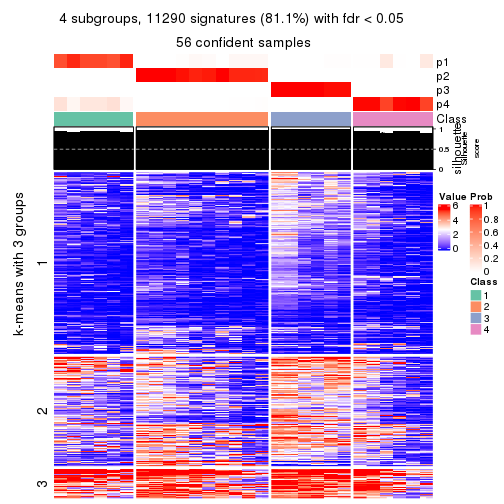 4 subgroups, 11290 signatures (81.1%) with fdr < 0.05
56 confident samples
p1
p2
p3
p4
Class
1
0.5
0
silhouette
Silhouette
score
k-means with 3 groups
1
2
3
Value
6
4
2
0
Prob
1
0.8
0.6
0.4
0.2
0
Class
1
2
3
4